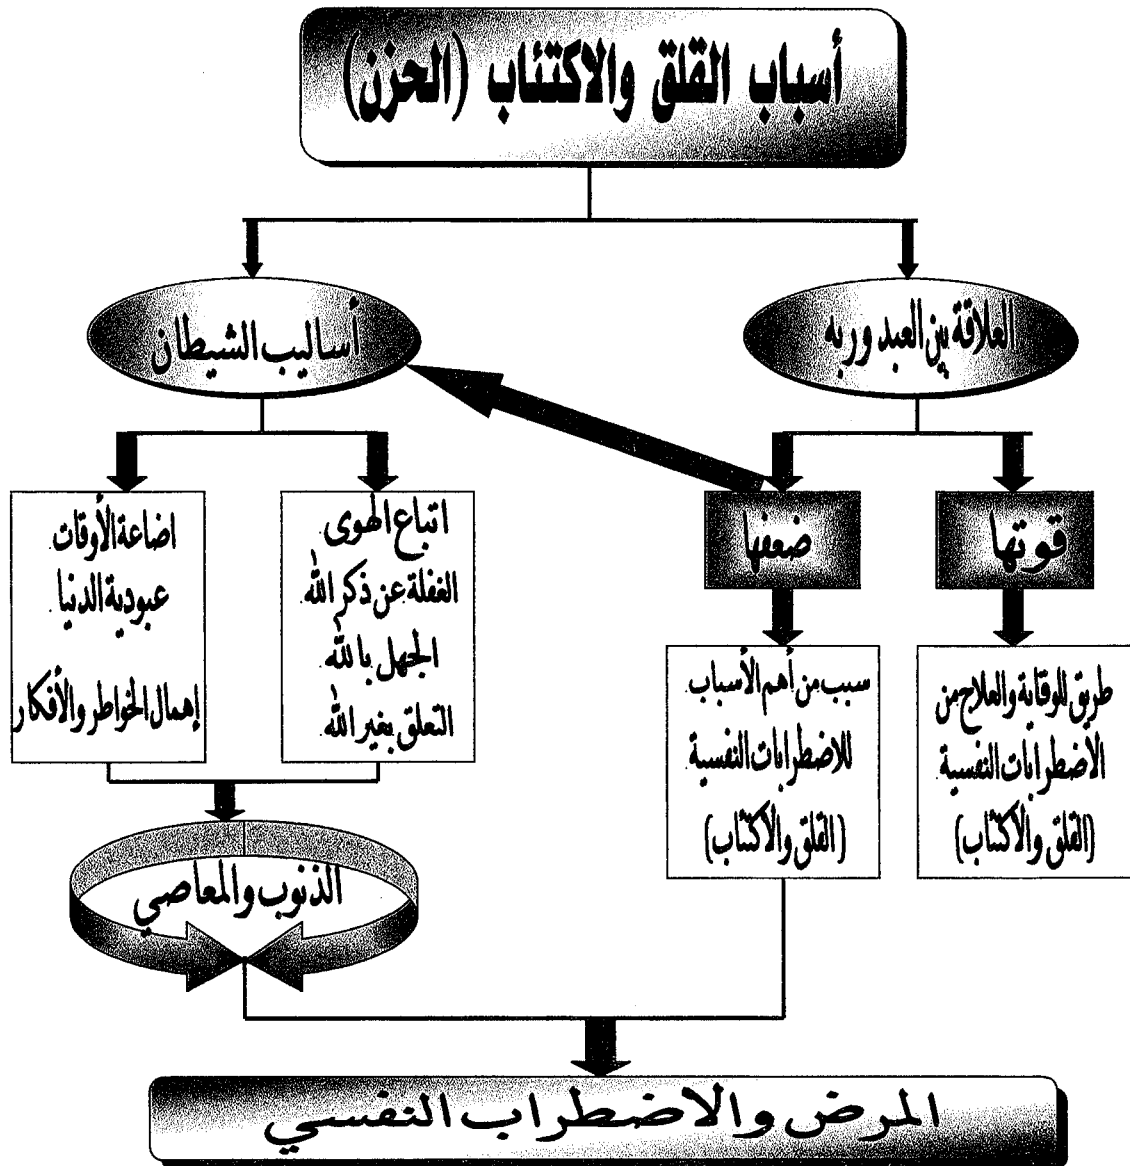 أسباب القلق والاكتئاب (الحزن)
العلاقة بين العبد وربه
أساليب الشيطان
قوتها
ضعفها
طريق للوقاية والعلاج من
الاضطرابات النفسية
(القلق والاكتئاب)
سبب من أهم الأسباب
للاضطرابات النفسية
(القلق والاكتئاب)
اتباع الهوى
الغفلة عن ذكر الله
الجهل بالله
التعلق بغير الله
اضاعة الأوقات
عبودية الدنيا
إهمال الخواطر والأفكار
الذنوب والمعاصي
المرض والاضطراب النفسي